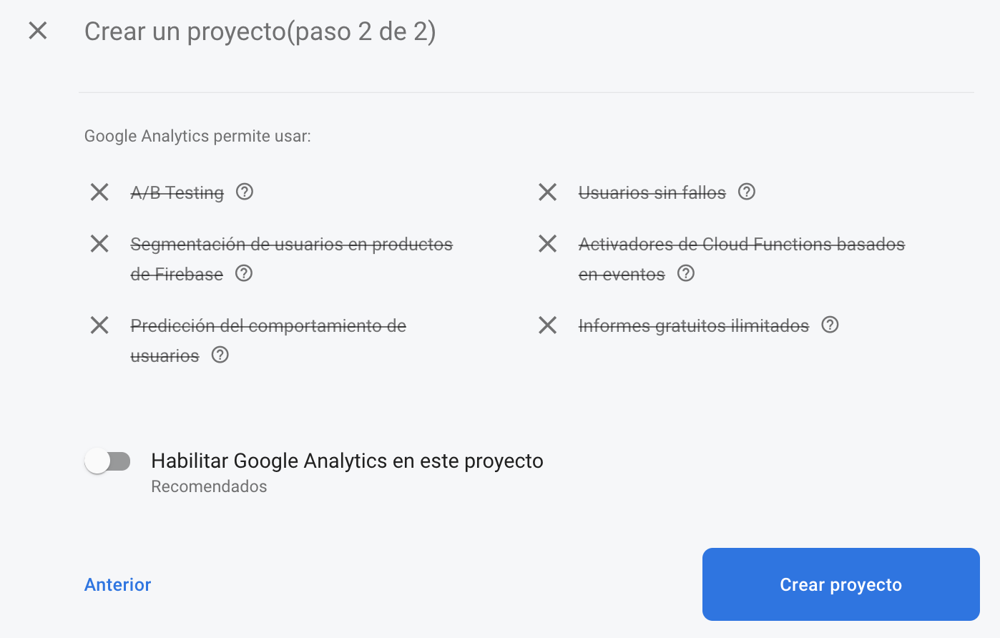 Crear un proyecto(paso 2 de 2)
Google Analytics permite usar:
A/B Testing
Segmentación de usuarios en productos
de Firebase
Predicción del comportamiento de
usuarios
Usuarios sin fallos
Activadores de Cloud Functions basados
en eventos
Informes gratuitos ilimitados
Habilitar Google Analytics en este proyecto
Recomendados
Anterior
Crear proyecto